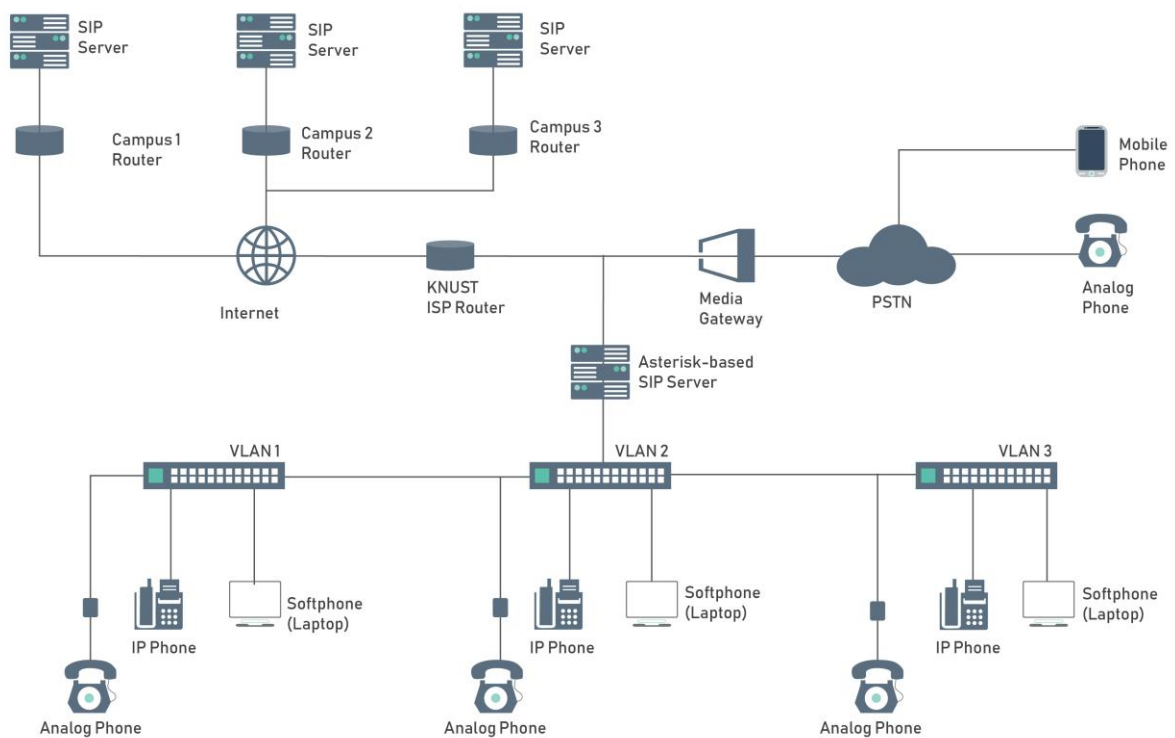 SIP
Server
SIP
Server
SIP
Server
Campus 1
Router
Campus 2
Router
Campus 3
Router
Mobile
Phone
Internet
KNUST
ISP Router
Media
Gateway
PSTN
Analog
Phone
Asterisk-based
SIP Server
VLAN 1
VLAN 2
VLAN 3
Softphone
(Laptop)
Softphone
(Laptop)
Softphone
(Laptop)
IP Phone
IP Phone
IP Phone
Analog Phone
Analog Phone
Analog Phone